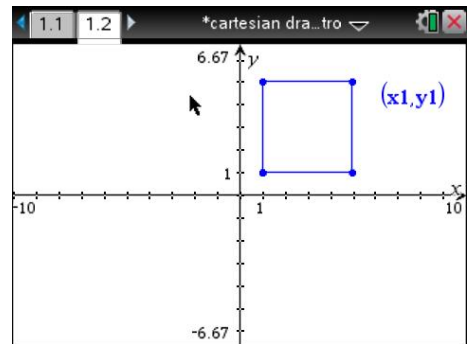 1.1 1.2 *cartesian dra...tro
6.67 y
(x1,y1)
1
-10 1 x 10
-6.67